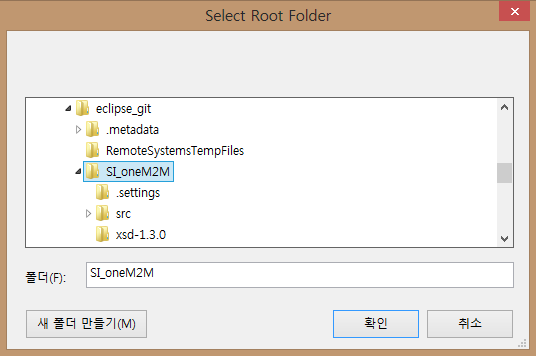 Select Root Folder
eclipse_git
.metadata
RemoteSystemsTempFiles
SI_oneM2M
.settings
src
xsd-1.3.0
폴더(F):
SI_oneM2M
새 폴더 만들기(M)
확인
취소